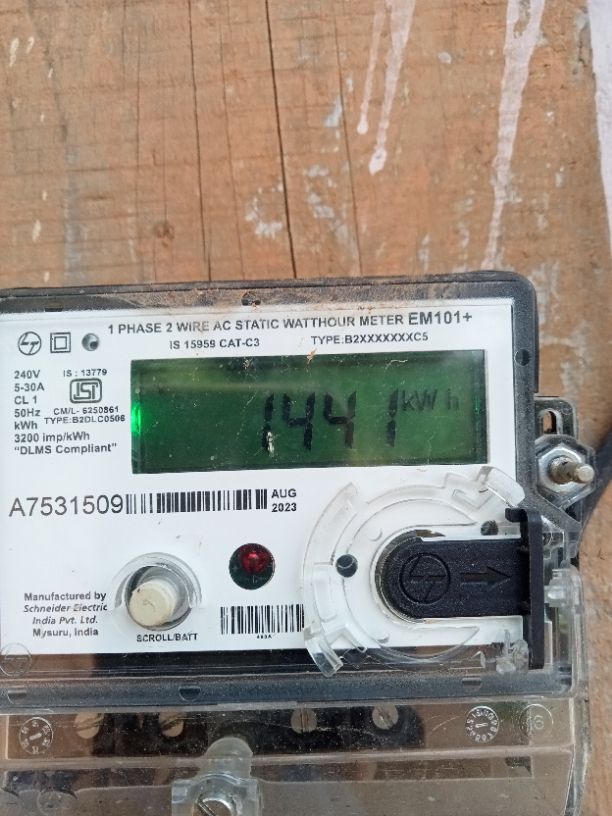 1 PHASE 2 WIRE AC STATIC WATTHOUR METER EM101+
IS 15959 CAT-C3 TYPE:B2XXXXXXXC5
240V
5-30A
CL 1
50Hz
kWh
3200 imp/kWh
"DLMS Compliant"
IS : 13779
ISI
CM/L- 6250861
TYPE:B2DLC0506
1441 kWh
A7531509
AUG
2023
Manufactured by
Schneider Electric
India Pvt. Ltd.
Mysuru, India
SCROLL/BATT